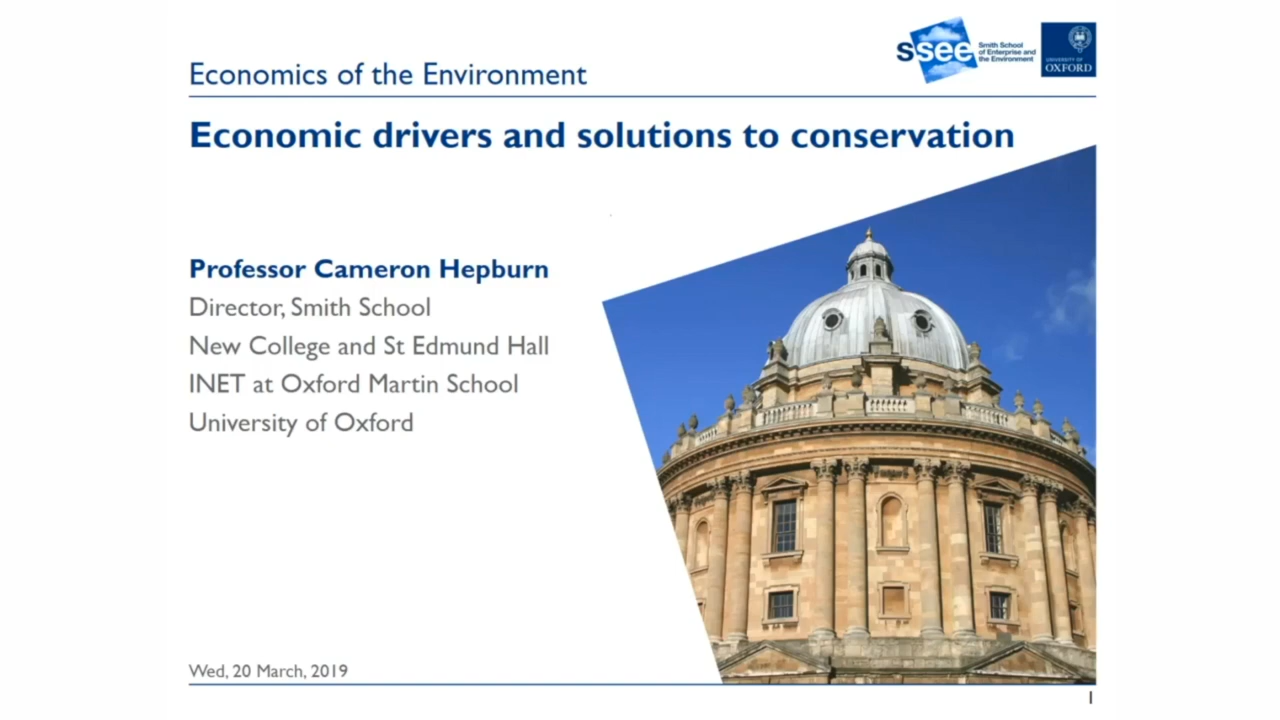 ssee
Smith School
of Enterprise and
the Environment
UNIVERSITY OF
OXFORD
Economics of the Environment
Economic drivers and solutions to conservation
Professor Cameron Hepburn
Director, Smith School
New College and St Edmund Hall
INET at Oxford Martin School
University of Oxford
Wed, 20 March, 2019
1